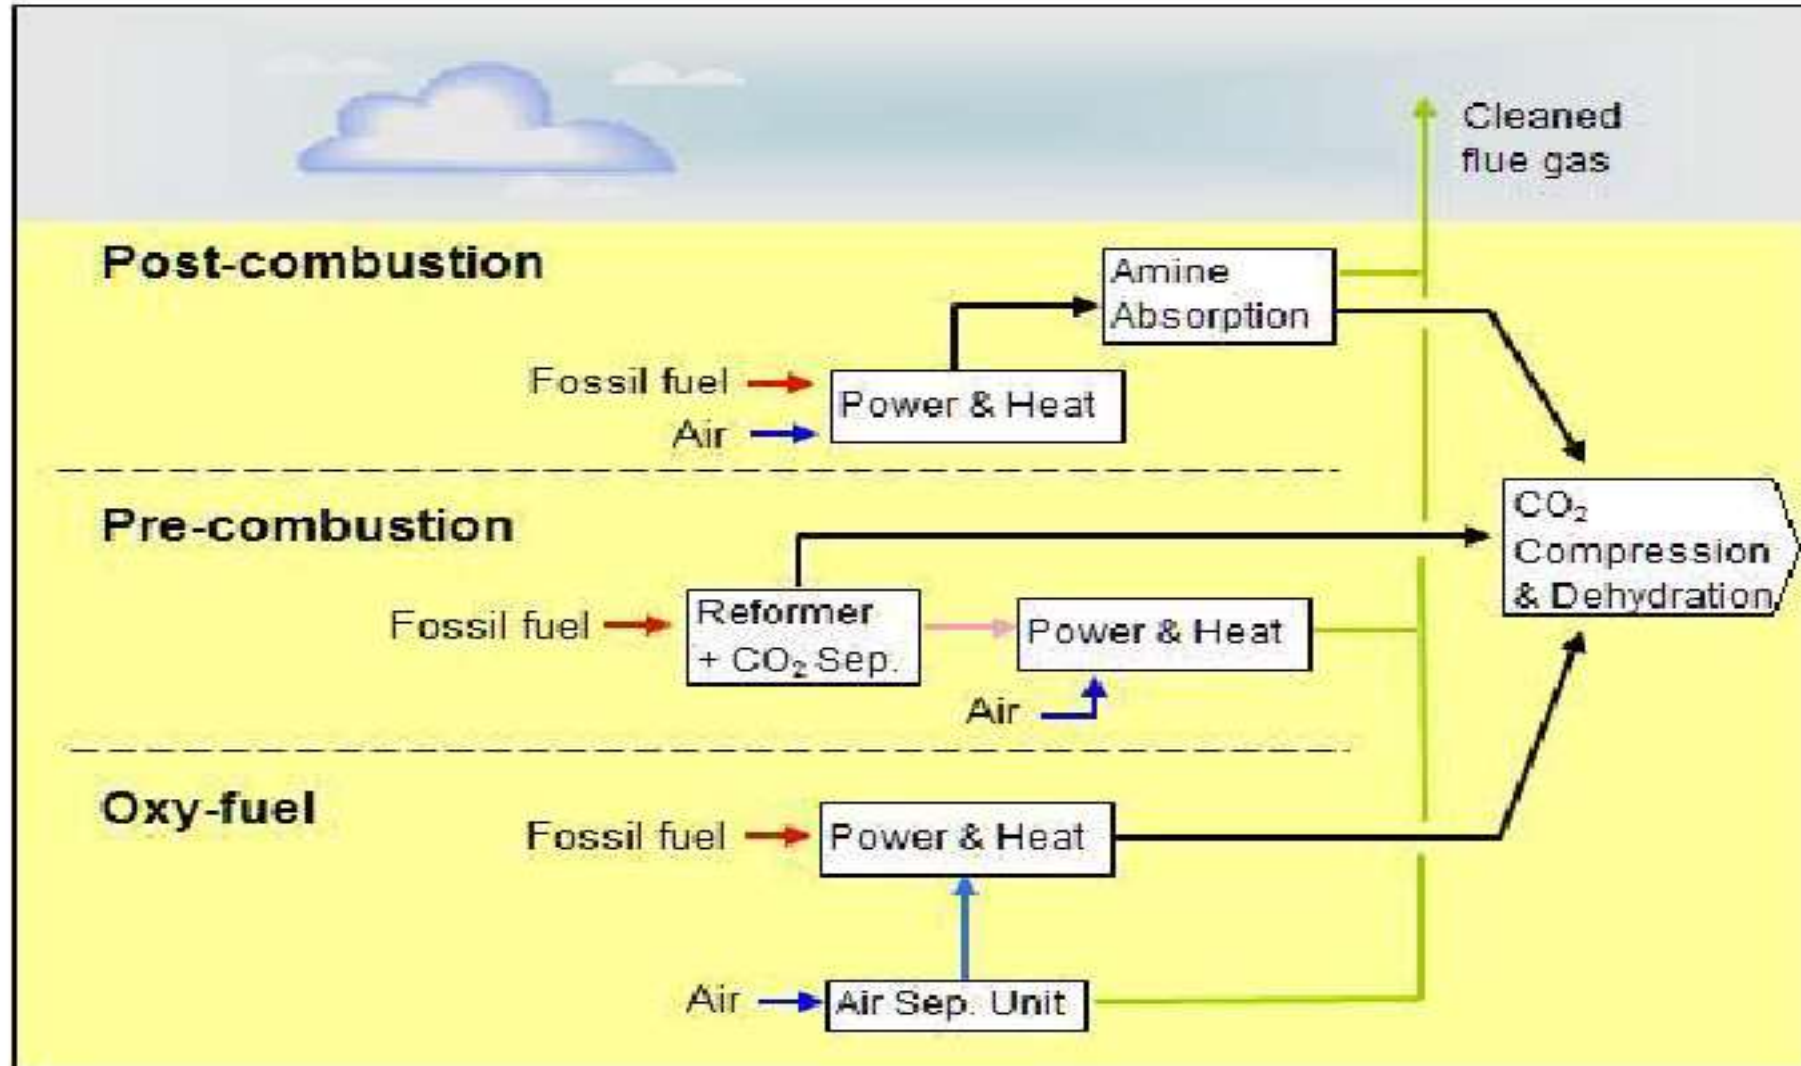 Cleaned
flue gas
Post-combustion
Amine
Absorption
Fossil fuel
Power & Heat
Air
Pre-combustion
CO₂
Compression
& Dehydration
Fossil fuel
Reformer
+ CO₂ Sep.
Power & Heat
Air
Oxy-fuel
Fossil fuel
Power & Heat
Air
Air Sep. Unit